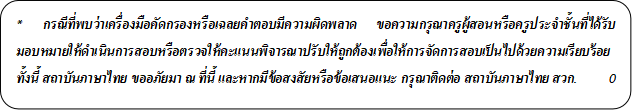 * กรณีที่พบว่าเครื่องมือคัดกรองหรือเฉลยคำตอบมีความผิดพลาด ขอความกรุณาครูผู้สอนหรือครูประจำชั้นที่ได้รับ
มอบหมายให้ดำเนินการสอบหรือตรวจให้คะแนนพิจารณาปรับให้ถูกต้องเพื่อให้การจัดการสอบเป็นไปด้วยความเรียบร้อย
ทั้งนี้ สถาบันภาษาไทย ขออภัยมา ณ ที่นี้ และหากมีข้อสงสัยหรือข้อเสนอแนะ กรุณาติดต่อ สถาบันภาษาไทย สวก. 0